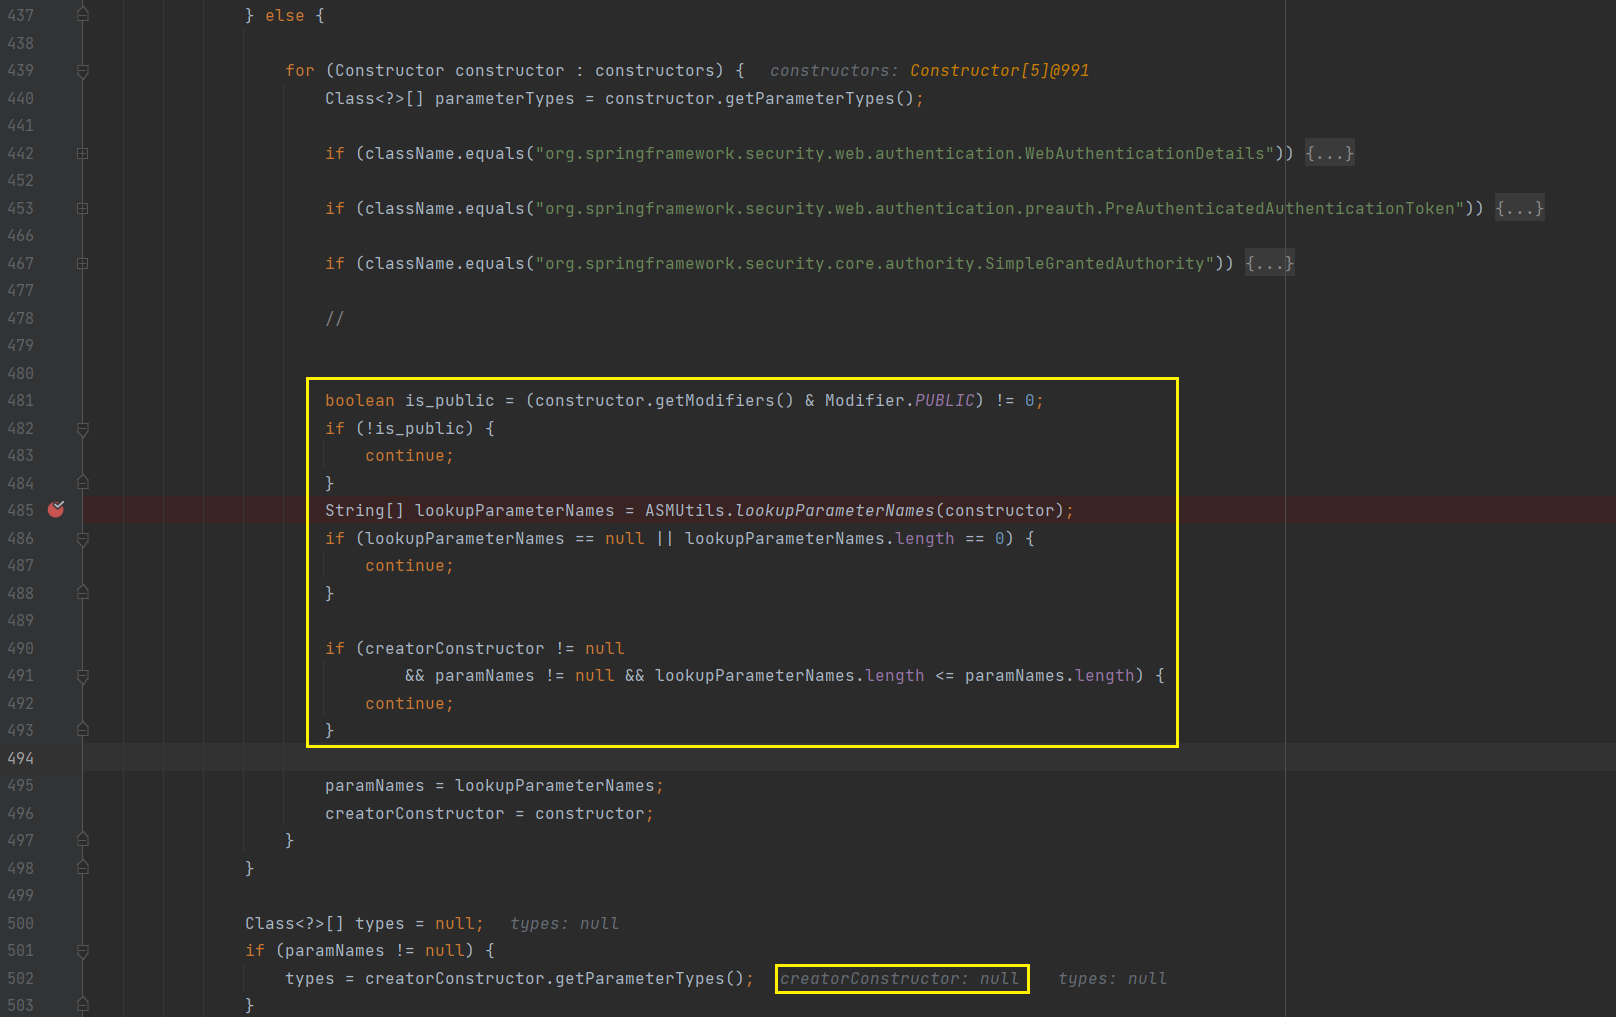 437 } else {
438
439 for (Constructor constructor : constructors) { constructors: Constructor[5]@991
440 Class<?>[] parameterTypes = constructor.getParameterTypes();
441
442 if (className.equals("org.springframework.security.web.authentication.WebAuthenticationDetails")) {...}
452
453 if (className.equals("org.springframework.security.web.authentication.preauth.PreAuthenticatedAuthenticationToken")) {...}
466
467 if (className.equals("org.springframework.security.core.authority.SimpleGrantedAuthority")) {...}
477
478 //
479
480
481 boolean is_public = (constructor.getModifiers() & Modifier.PUBLIC) != 0;
482 if (!is_public) {
483 continue;
484 }
485 String[] lookupParameterNames = ASMUtils.lookupParameterNames(constructor);
486 if (lookupParameterNames == null || lookupParameterNames.length == 0) {
487 continue;
488 }
489
490 if (creatorConstructor != null
491 && paramNames != null && lookupParameterNames.length <= paramNames.length) {
492 continue;
493 }
494
495 paramNames = lookupParameterNames;
496 creatorConstructor = constructor;
497 }
498 }
499
500 Class<?>[] types = null; types: null
501 if (paramNames != null) {
502 types = creatorConstructor.getParameterTypes(); creatorConstructor: null types: null
503 }